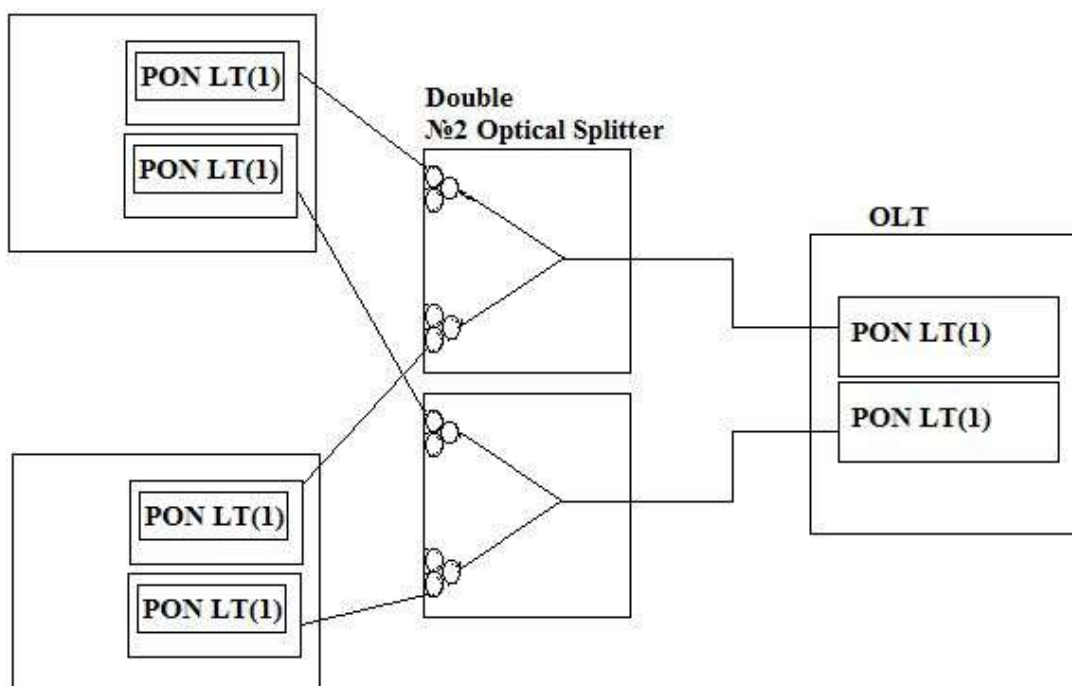 PON LT(1)
PON LT(1)
Double
№2 Optical Splitter
OLT
PON LT(1)
PON LT(1)
PON LT(1)
PON LT(1)